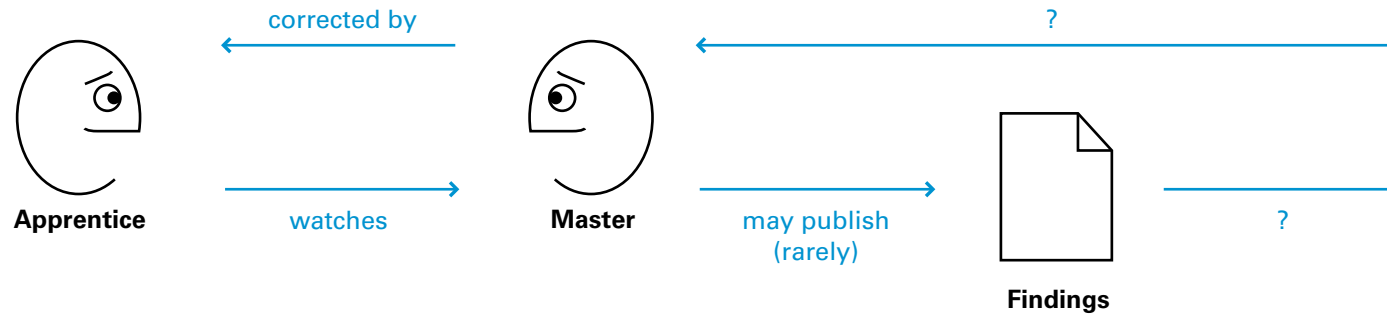 corrected by
?
Apprentice
watches
Master
may publish
(rarely)
?
Findings